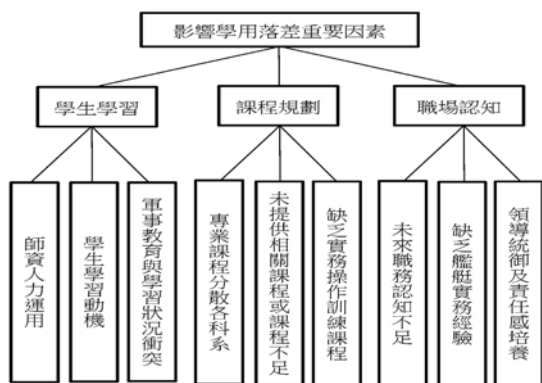 影響學用落差重要因素
學生學習
課程規劃
職場認知
師資人力運用
學生學習動機
軍事教育與學習狀況衝突
專業課程分散各科系
未提供相關課程或課程不足
缺乏實務操作訓練課程
未來職務認知不足
缺乏艦艇實務經驗
領導統御及責任感培養